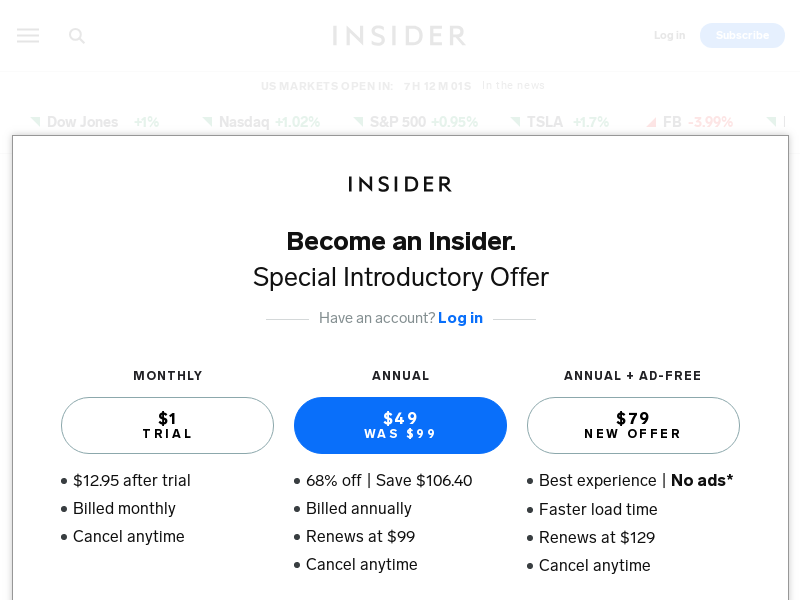 INSIDER
Log in
Subscribe
US MARKETS OPEN IN: 7H 12M 01S In the news
Dow Jones +1% Nasdaq +1.02% S&P 500 +0.95% TSLA +1.7% FB -3.99%
INSIDER
Become an Insider.
Special Introductory Offer
Have an account? Log in
MONTHLY
$1
TRIAL
• $12.95 after trial
• Billed monthly
• Cancel anytime
ANNUAL
$49
WAS $99
• 68% off | Save $106.40
• Billed annually
• Renews at $99
• Cancel anytime
ANNUAL + AD-FREE
$79
NEW OFFER
• Best experience | No ads*
• Faster load time
• Renews at $129
• Cancel anytime